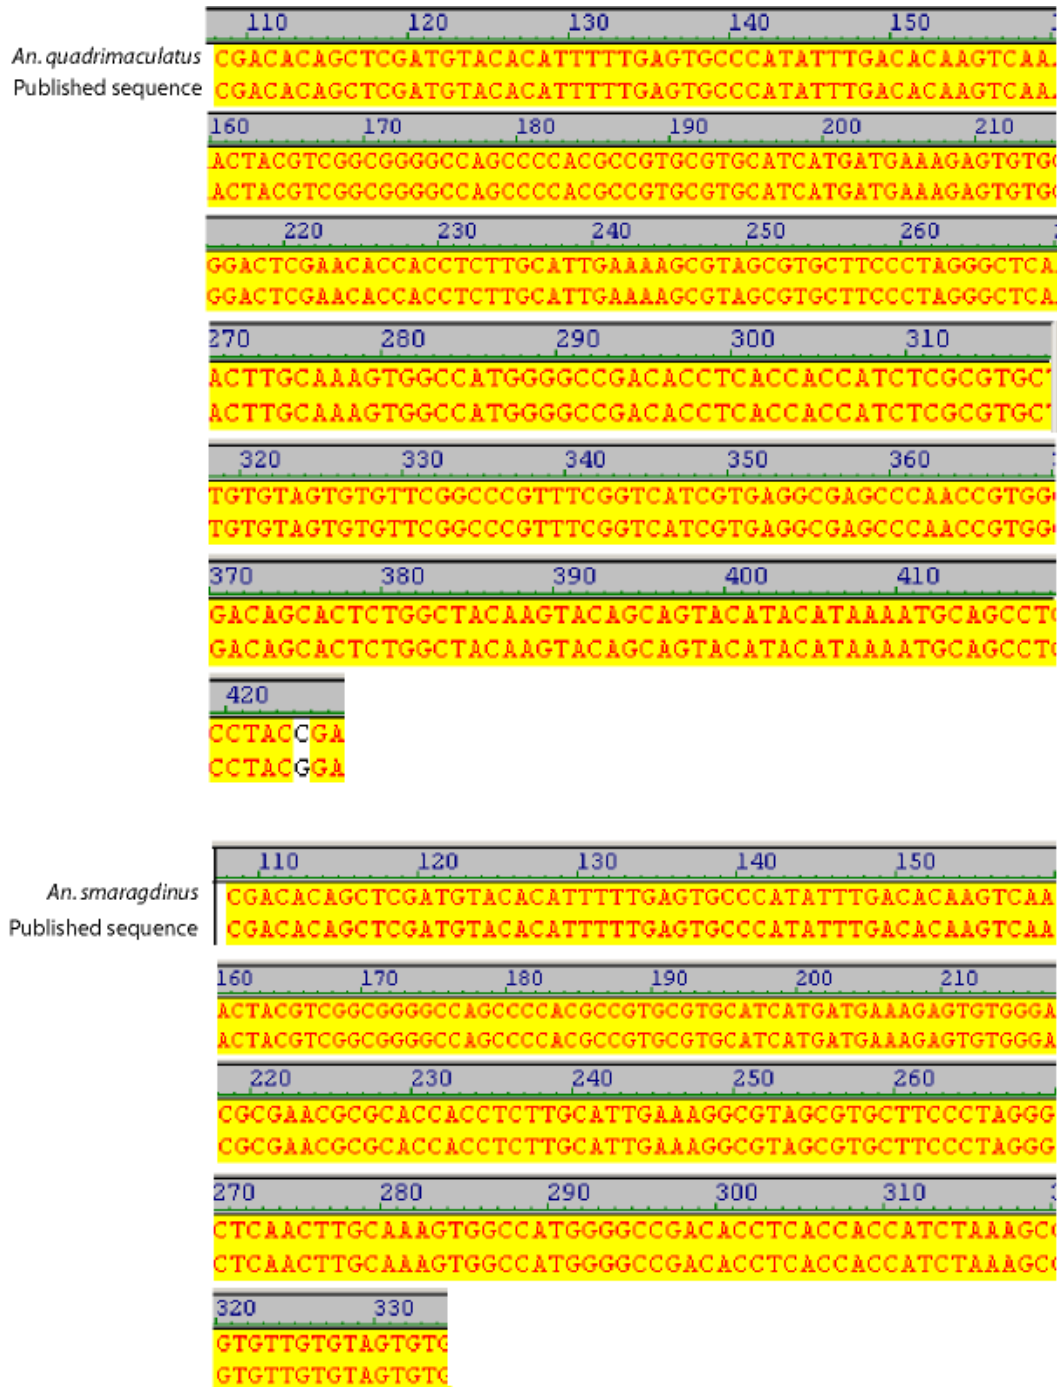 110 120 130 140 150
An. quadrimaculatus CGACACAGCTCGATGTACACATTTTTGAGTGCCCATATTTGACACAAGTCAA
Published sequence CGACACAGCTCGATGTACACATTTTTGAGTGCCCATATTTGACACAAGTCAA
160 170 180 190 200 210
ACTACGTCGGCGGGGCCAGCCCCACGCCGTGCGTGCATCATGATGAAAGAGTGTG
ACTACGTCGGCGGGGCCAGCCCCACGCCGTGCGTGCATCATGATGAAAGAGTGTG
220 230 240 250 260
GGACTCGAACACCACCTCTTGCATTGAAAAGCGTAGCGTGCTTCCCTAGGGCTCA
GGACTCGAACACCACCTCTTGCATTGAAAAGCGTAGCGTGCTTCCCTAGGGCTCA
270 280 290 300 310
ACTTGCAAAGTGGCCATGGGGCCGACACCTCACCACCATCTCGCGTGCT
ACTTGCAAAGTGGCCATGGGGCCGACACCTCACCACCATCTCGCGTGCT
320 330 340 350 360
TGTGTAGTGTGTTCGGCCCGTTTCGGTCATCGTGAGGCGAGCCCAACCGTGG
TGTGTAGTGTGTTCGGCCCGTTTCGGTCATCGTGAGGCGAGCCCAACCGTGG
370 380 390 400 410
GACAGCACTCTGGCTACAAGTACAGCAGTACATACATAAAATGCAGCCT
GACAGCACTCTGGCTACAAGTACAGCAGTACATACATAAAATGCAGCCT
420
CCTACCGA
CCTACGGA
110 120 130 140 150
An. smaragdinus CGACACAGCTCGATGTACACATTTTTGAGTGCCCATATTTGACACAAGTCAA
Published sequence CGACACAGCTCGATGTACACATTTTTGAGTGCCCATATTTGACACAAGTCAA
160 170 180 190 200 210
ACTACGTCGGCGGGGCCAGCCCCACGCCGTGCGTGCATCATGATGAAAGAGTGTGGGA
ACTACGTCGGCGGGGCCAGCCCCACGCCGTGCGTGCATCATGATGAAAGAGTGTGGGA
220 230 240 250 260
CGCGAACGCGCACCACCTCTTGCATTGAAAGGCGTAGCGTGCTTCCCTAGGG
CGCGAACGCGCACCACCTCTTGCATTGAAAGGCGTAGCGTGCTTCCCTAGGG
270 280 290 300 310
CTCAACTTGCAAAGTGGCCATGGGGCCGACACCTCACCACCATCTAAAGC
CTCAACTTGCAAAGTGGCCATGGGGCCGACACCTCACCACCATCTAAAGC
320 330
GTGTTGTGTAGTGTG
GTGTTGTGTAGTGTG